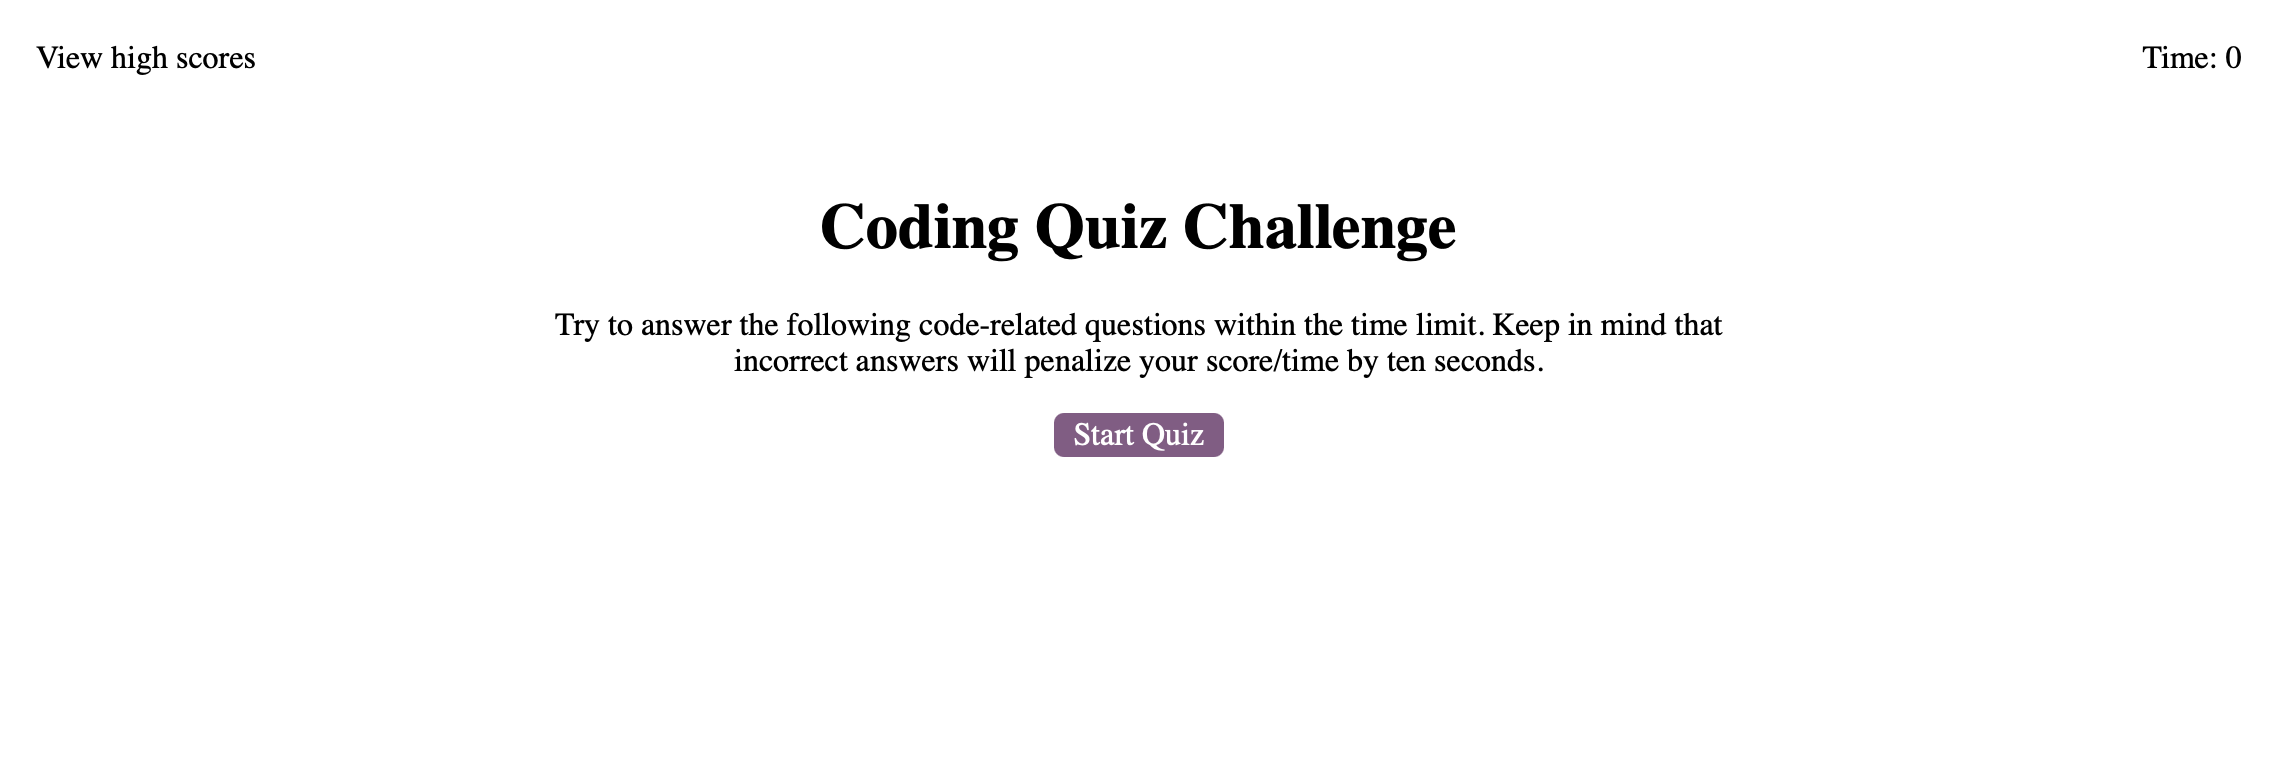 View high scores
Time: 0
Coding Quiz Challenge
Try to answer the following code-related questions within the time limit. Keep in mind that
incorrect answers will penalize your score/time by ten seconds.
Start Quiz